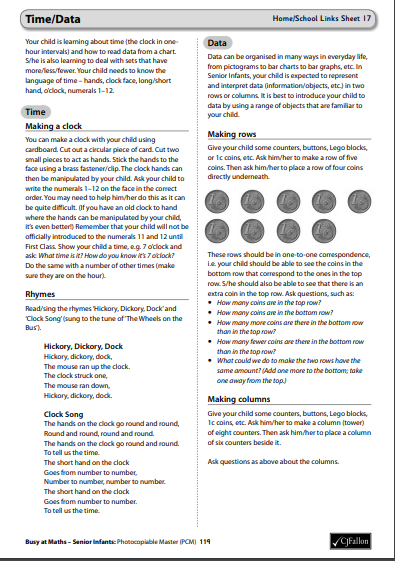 Time/Data
Home/School Links Sheet 17
Your child is learning about time (the clock in one-
hour intervals) and how to read data from a chart.
S/he is also learning to deal with sets that have
more/less/fewer. Your child needs to know the
language of time – hands, clock face, long/short
hand, o'clock, numerals 1–12.
Time
Making a clock
You can make a clock with your child using
cardboard. Cut out a circular piece of card. Cut two
small pieces to act as hands. Stick the hands to the
face using a brass fastener/clip. The clock hands can
then be manipulated by your child. Ask your child to
write the numerals 1–12 on the face in the correct
order. You may need to help him/her do this as it can
be quite difficult. (If you have an old clock to hand
where the hands can be manipulated by your child,
it's even better!) Remember that your child will not be
officially introduced to the numerals 11 and 12 until
First Class. Show your child a time, e.g. 7 o'clock and
ask: What time is it? How do you know it's 7 o'clock?
Do the same with a number of other times (make
sure they are on the hour).
Rhymes
Read/sing the rhymes 'Hickory, Dickory, Dock' and
'Clock Song' (sung to the tune of 'The Wheels on the
Bus').
Hickory, Dickory, Dock
Hickory, dickory, dock,
The mouse ran up the clock.
The clock struck one,
The mouse ran down,
Hickory, dickory, dock.
Clock Song
The hands on the clock go round and round,
Round and round, round and round.
The hands on the clock go round and round.
To tell us the time.
The short hand on the clock
Goes from number to number,
Number to number, number to number.
The short hand on the clock
Goes from number to number.
To tell us the time.
Data
Data can be organised in many ways in everyday life,
from pictograms to bar charts to bar graphs, etc. In
Senior Infants, your child is expected to represent
and interpret data (information/objects, etc.) in two
rows or columns. It is best to introduce your child to
data by using a range of objects that are familiar to
your child.
Making rows
Give your child some counters, buttons, Lego blocks,
or 1c coins, etc. Ask him/her to make a row of five
coins. Then ask him/her to place a row of four coins
directly underneath.
These rows should be in one-to-one correspondence,
i.e. your child should be able to see the coins in the
bottom row that correspond to the ones in the top
row. S/he should also be able to see that there is an
extra coin in the top row. Ask questions, such as:
• How many coins are in the top row?
• How many coins are in the bottom row?
• How many more coins are there in the bottom row
than in the top row?
• How many fewer coins are there in the bottom row
than in the top row?
• What could we do to make the two rows have the
same amount? (Add one more to the bottom; take
one away from the top.)
Making columns
Give your child some counters, buttons, Lego blocks,
1c coins, etc. Ask him/her to make a column (tower)
of eight counters. Then ask him/her to place a column
of six counters beside it.
Ask questions as above about the columns.
Busy at Maths – Senior Infants: Photocopiable Master (PCM) 119
CJFallon